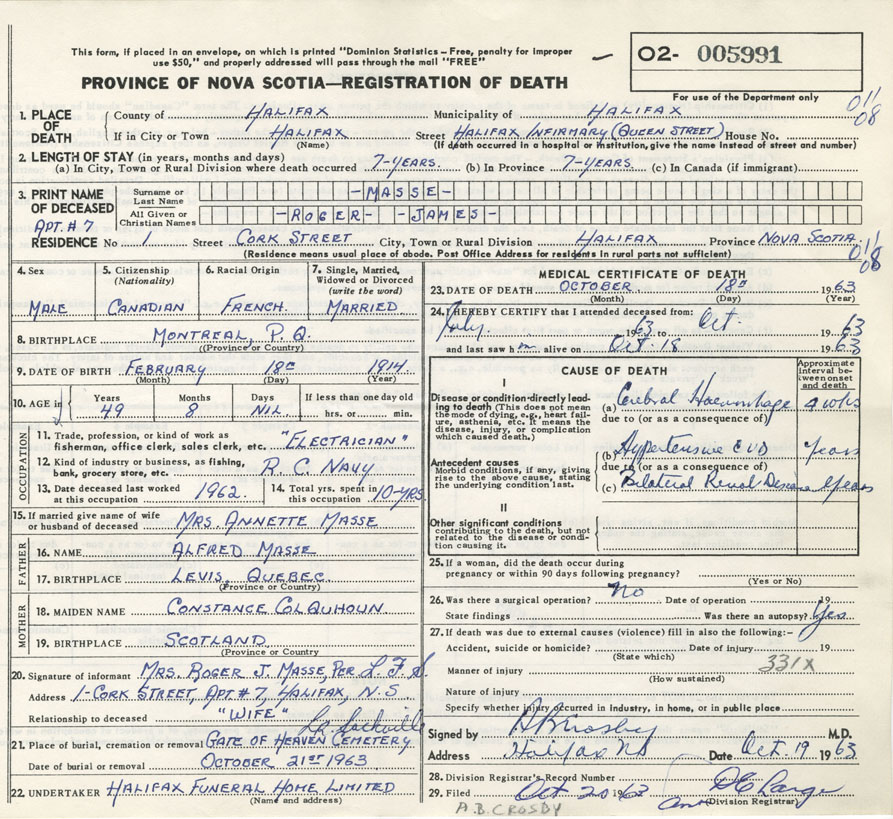 This form, if placed in an envelope, on which is printed "Dominion Statistics – Free, penalty for improper
use $50," and properly addressed will pass through the mail "FREE"
O2- 005991
For use of the Department only
PROVINCE OF NOVA SCOTIA—REGISTRATION OF DEATH
011
08
1. PLACE OF DEATH
County of HALIFAX Municipality of HALIFAX
If in City or Town HALIFAX Street HALIFAX INFIRMARY (QUEEN STREET) House No.
(Name) (If death occurred in a hospital or institution, give the name instead of street and number)
2. LENGTH OF STAY (in years, months and days)
(a) In City, Town or Rural Division where death occurred 7-YEARS. (b) In Province 7-YEARS. (c) In Canada (if immigrant)
3. PRINT NAME OF DECEASED
Surname or Last Name -MASSE-
All Given or Christian Names -ROGER- -JAMES-
APT. # 7
RESIDENCE No 1 Street CORK STREET City, Town or Rural Division HALIFAX Province NOVA SCOTIA
(Residence means usual place of abode. Post Office Address for residents in rural parts not sufficient)
011
08
4. Sex MALE
5. Citizenship (Nationality) CANADIAN
6. Racial Origin FRENCH.
7. Single, Married, Widowed or Divorced (write the word) MARRIED
8. BIRTHPLACE MONTREAL, P.Q.
(Province or Country)
9. DATE OF BIRTH FEBRUARY 18th 1914
(Month) (Day) (Year)
10. AGE in Years 49 Months 8 Days NIL If less than one day old hrs. or min.
OCCUPATION
11. Trade, profession, or kind of work as fisherman, office clerk, sales clerk, etc. "ELECTRICIAN"
12. Kind of industry or business, as fishing, bank, grocery store, etc. R.C. NAVY
13. Date deceased last worked at this occupation 1962. 14. Total yrs. spent in this occupation 10-YRS.
15. If married give name of wife or husband of deceased MRS. ANNETTE MASSE
FATHER
16. NAME ALFRED MASSE
17. BIRTHPLACE LEVIS, QUEBEC.
(Province or Country)
MOTHER
18. MAIDEN NAME CONSTANCE COLQUHOUN
19. BIRTHPLACE SCOTLAND
(Province or Country)
20. Signature of informant MRS. ROGER J. MASSE, PER L.F.S.
Address 1-CORK STREET, APT #7, HALIFAX, N.S
Relationship to deceased "WIFE"
Sackville
21. Place of burial, cremation or removal GATE OF HEAVEN CEMETERY
Date of burial or removal OCTOBER 21ST 1963
22. UNDERTAKER HALIFAX FUNERAL HOME LIMITED
(Name and address)
MEDICAL CERTIFICATE OF DEATH
23. DATE OF DEATH OCTOBER 18th 1963
(Month) (Day) (Year)
24. I HEREBY CERTIFY that I attended deceased from:
July 1963 to Oct. 1963
and last saw him alive on Oct. 18 1963
CAUSE OF DEATH
Approximate interval between onset and death
I
Disease or condition directly leading to death (This does not mean the mode of dying, e.g., heart failure, asthenia, etc. It means the disease, injury, or complication which caused death.)
(a) Cerebral Haemorrhage
due to (or as a consequence of)
Antecedent causes
Morbid conditions, if any, giving rise to the above cause, stating the underlying condition last.
(b) Hypertensive CVD years
due to (or as a consequence of)
(c) Bilateral Renal Disease years
II
Other significant conditions
contributing to the death, but not related to the disease or condition causing it.
25. If a woman, did the death occur during pregnancy or within 90 days following pregnancy?
(Yes or No)
26. Was there a surgical operation? No Date of operation 19
State findings Was there an autopsy? Yes
27. If death was due to external causes (violence) fill in also the following:-
Accident, suicide or homicide? Date of injury 19
(State which)
Manner of injury 331X
(How sustained)
Nature of injury
Specify whether injury occurred in industry, in home, or in public place
Signed by AB Crosby M.D.
Address Halifax NS Date Oct. 19 1963
28. Division Registrar's Record Number
29. Filed Oct 20 1963
(Division Registrar)
A.B. CROSBY